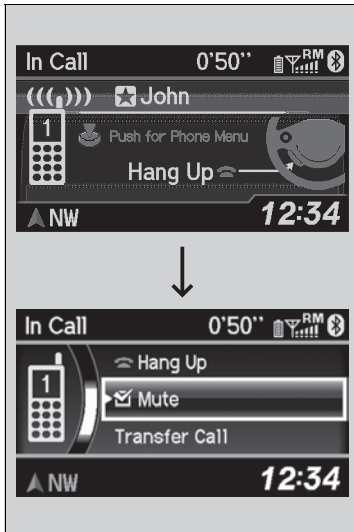 In Call 0'50'' RM
John
1
Push for Phone Menu
Hang Up
NW 12:34
In Call 0'50'' RM
Hang Up
1
Mute
Transfer Call
NW 12:34